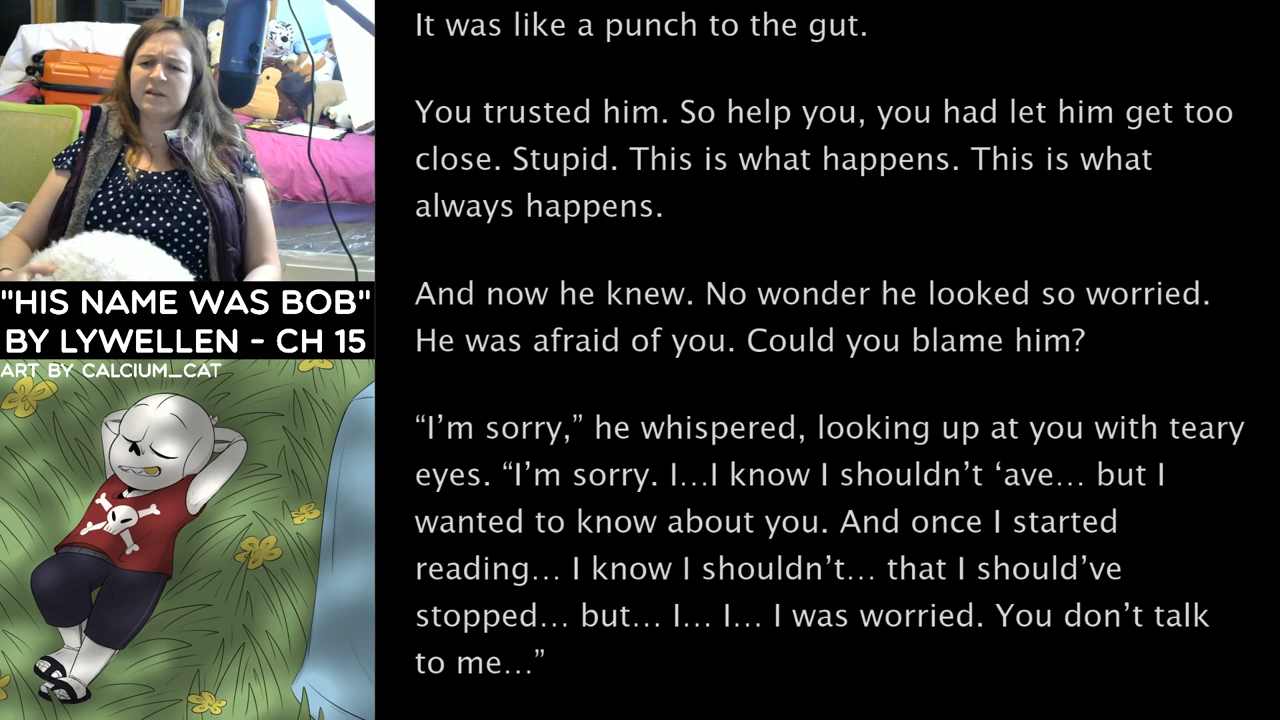 It was like a punch to the gut.
You trusted him. So help you, you had let him get too
close. Stupid. This is what happens. This is what
always happens.
And now he knew. No wonder he looked so worried.
He was afraid of you. Could you blame him?
“I’m sorry,” he whispered, looking up at you with teary
eyes. “I’m sorry. I…I know I shouldn’t ‘ave… but I
wanted to know about you. And once I started
reading… I know I shouldn’t… that I should’ve
stopped… but… I… I… I was worried. You don’t talk
to me…”
"HIS NAME WAS BOB"
BY LYWELLEN - CH 15
ART BY CALCIUM_CAT